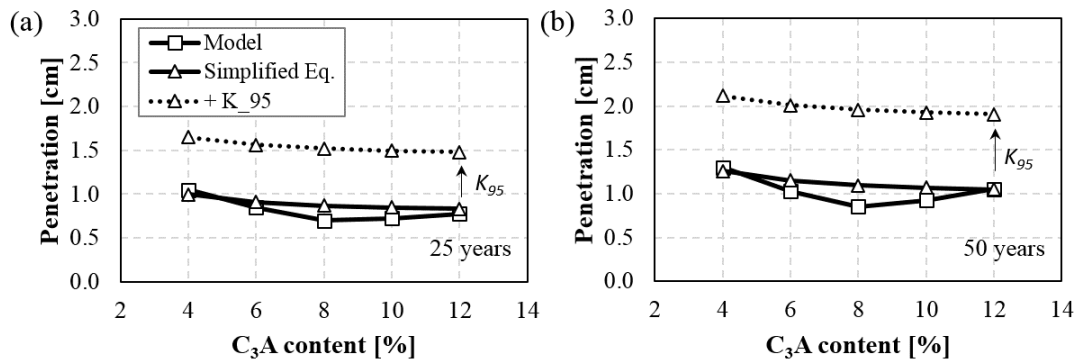 (a)
Penetration [cm]
3.0
2.5
2.0
1.5
1.0
0.5
0.0
Model
Simplified Eq.
+ K_95
K95
25 years
2 4 6 8 10 12 14
C3A content [%]
(b)
Penetration [cm]
3.0
2.5
2.0
1.5
1.0
0.5
0.0
K95
50 years
2 4 6 8 10 12 14
C3A content [%]